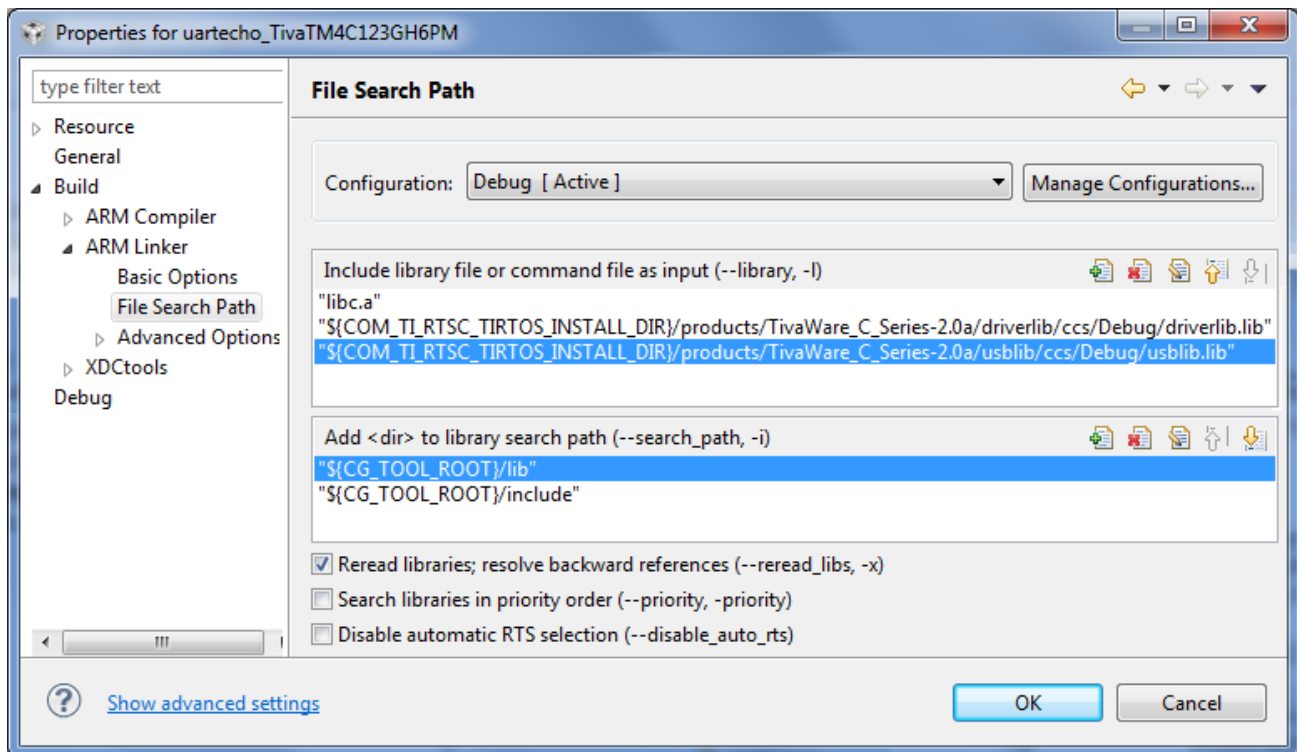 Properties for uartecho_TivaTM4C123GH6PM
type filter text
Resource
General
Build
ARM Compiler
ARM Linker
Basic Options
File Search Path
Advanced Options
XDCtools
Debug
File Search Path
Configuration: Debug [ Active ] Manage Configurations...
Include library file or command file as input (--library, -l)
"libc.a"
"${COM_TI_RTSC_TIRTOS_INSTALL_DIR}/products/TivaWare_C_Series-2.0a/driverlib/ccs/Debug/driverlib.lib"
"${COM_TI_RTSC_TIRTOS_INSTALL_DIR}/products/TivaWare_C_Series-2.0a/usblib/ccs/Debug/usblib.lib"
Add <dir> to library search path (--search_path, -i)
"${CG_TOOL_ROOT}/lib"
"${CG_TOOL_ROOT}/include"
Reread libraries; resolve backward references (--reread_libs, -x)
Search libraries in priority order (--priority, -priority)
Disable automatic RTS selection (--disable_auto_rts)
Show advanced settings
OK Cancel